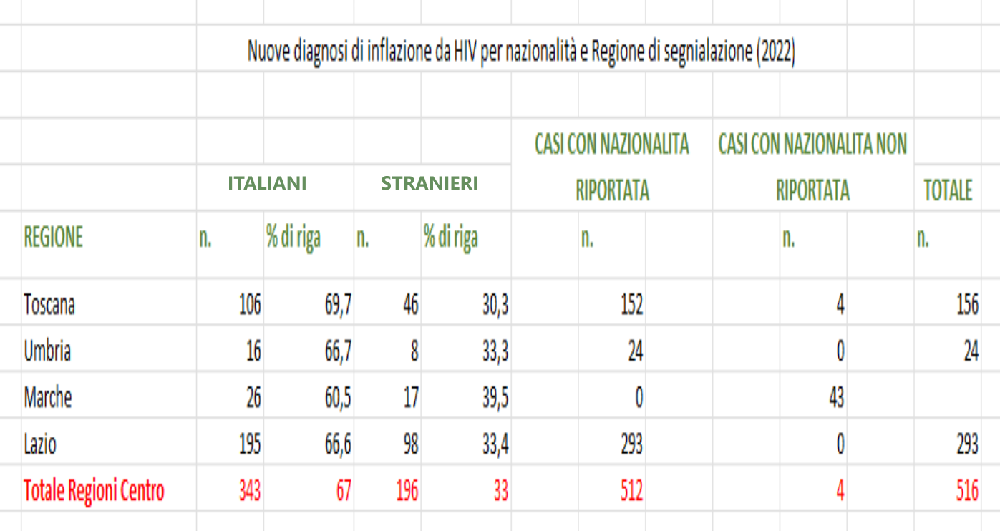 Nuove diagnosi di inflazione da HIV per nazionalità e Regione di segnialazione (2022)
CASI CON NAZIONALITA CASI CON NAZIONALITA NON
ITALIANI STRANIERI RIPORTATA RIPORTATA TOTALE
REGIONE n. % di riga n. % di riga n. n. n.
Toscana 106 69,7 46 30,3 152 4 156
Umbria 16 66,7 8 33,3 24 0 24
Marche 26 60,5 17 39,5 0 43
Lazio 195 66,6 98 33,4 293 0 293
Totale Regioni Centro 343 67 196 33 512 4 516